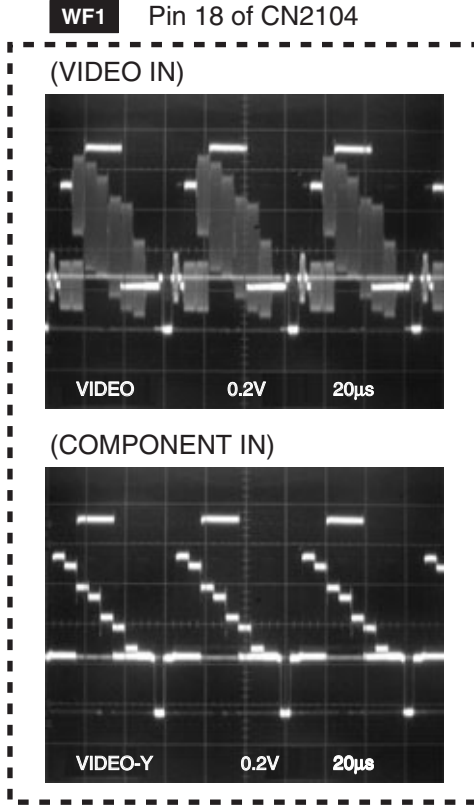 WF1 Pin 18 of CN2104
(VIDEO IN)
VIDEO 0.2V 20µs
(COMPONENT IN)
VIDEO-Y 0.2V 20µs